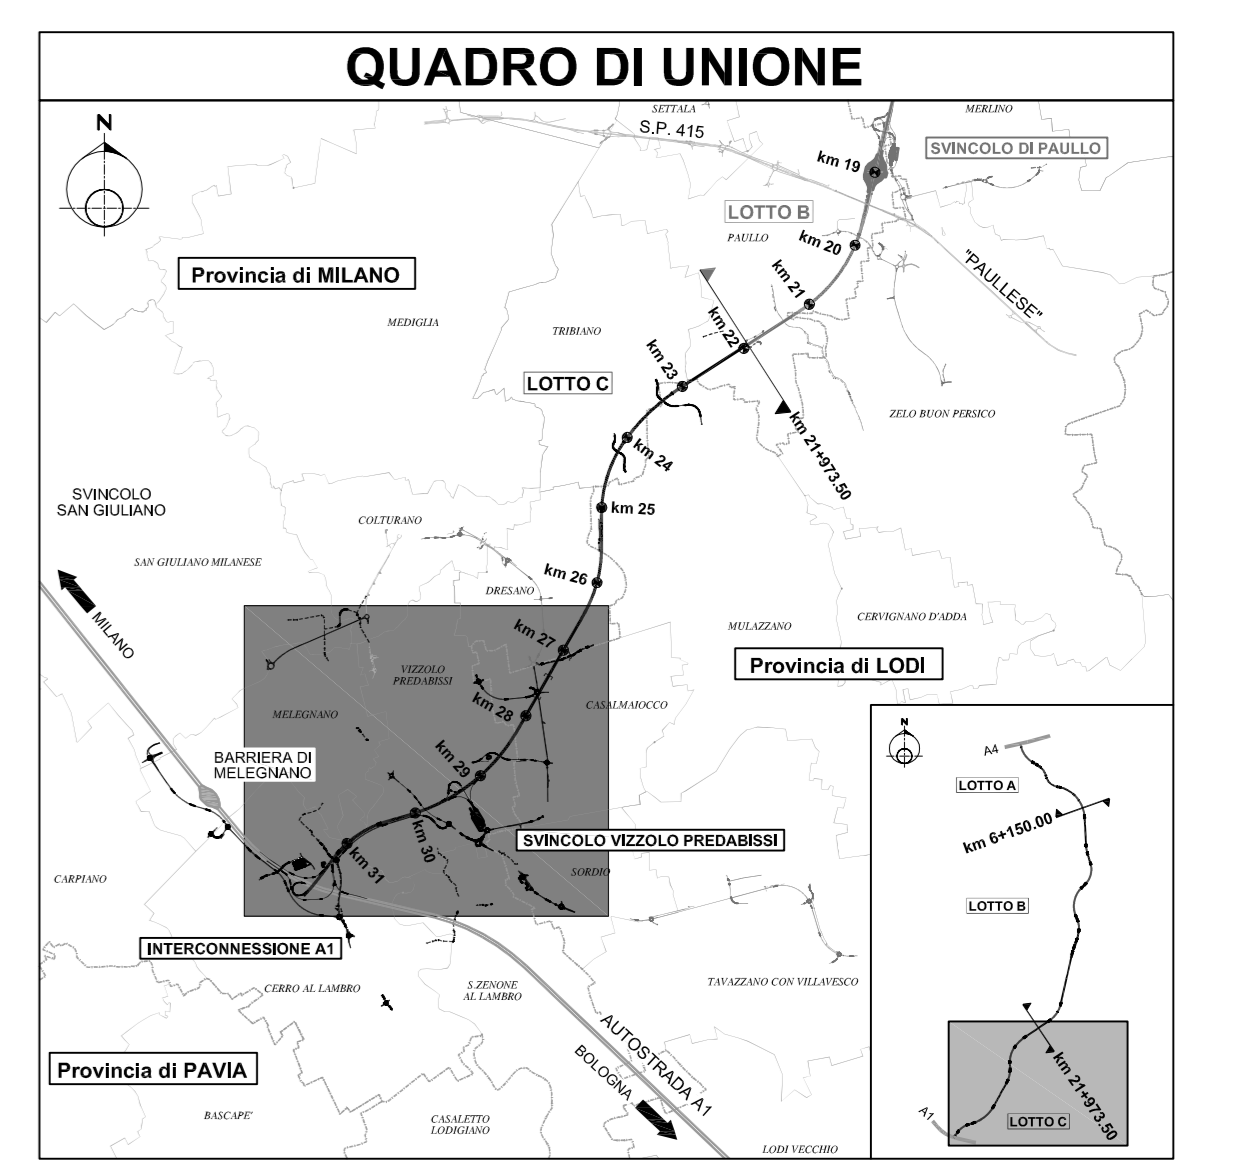 QUADRO DI UNIONE
N
SETTALA
S.P. 415
MERLINO
SVINCOLO DI PAULLO
km 19
LOTTO B
PAULLO
km 20
Provincia di MILANO
"PAULLESE"
km 21
MEDIGLIA
TRIBIANO
km 22
km 23
LOTTO C
ZELO BUON PERSICO
km 21+973.50
km 24
SVINCOLO
SAN GIULIANO
km 25
COLTURANO
SAN GIULIANO MILANESE
km 26
DRESANO
MILANO
CERVIGNANO D'ADDA
MULAZZANO
km 27
Provincia di LODI
VIZZOLO
PREDABISSI
CASALMAIOCCO
MELEGNANO
km 28
BARRIERA DI
MELEGNANO
km 29
km 30
km 31
SVINCOLO VIZZOLO PREDABISSI
SORDIO
CARPIANO
INTERCONNESSIONE A1
CERRO AL LAMBRO
S.ZENONE
AL LAMBRO
TAVAZZANO CON VILLAVESCO
AUTOSTRADA A1
BOLOGNA
Provincia di PAVIA
BASCAPE'
CASALETTO
LODIGIANO
LODI VECCHIO
N
A4
LOTTO A
km 6+150.00
LOTTO B
km 21+973.50
A1
LOTTO C